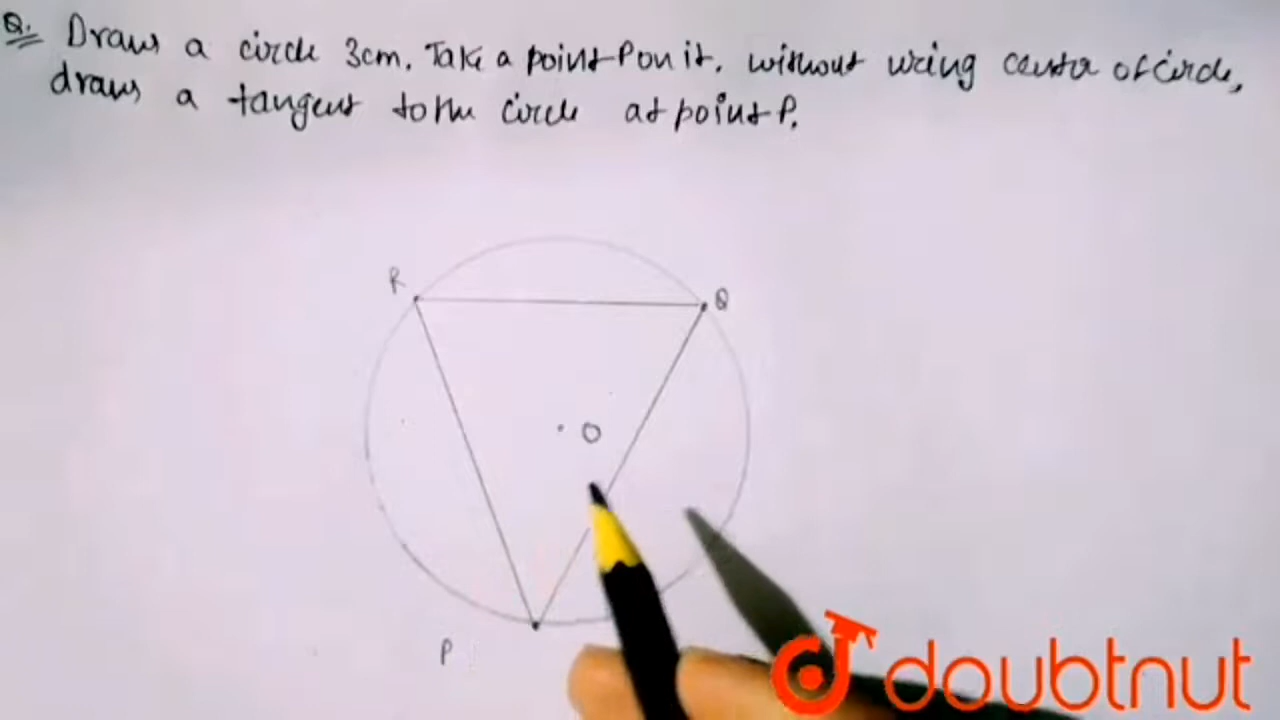 Q. Draw a circle 3cm. Take a point P on it. without using center of circle,
draw a tangent to the circle at point P.
R
Q
O
P
doubtnut